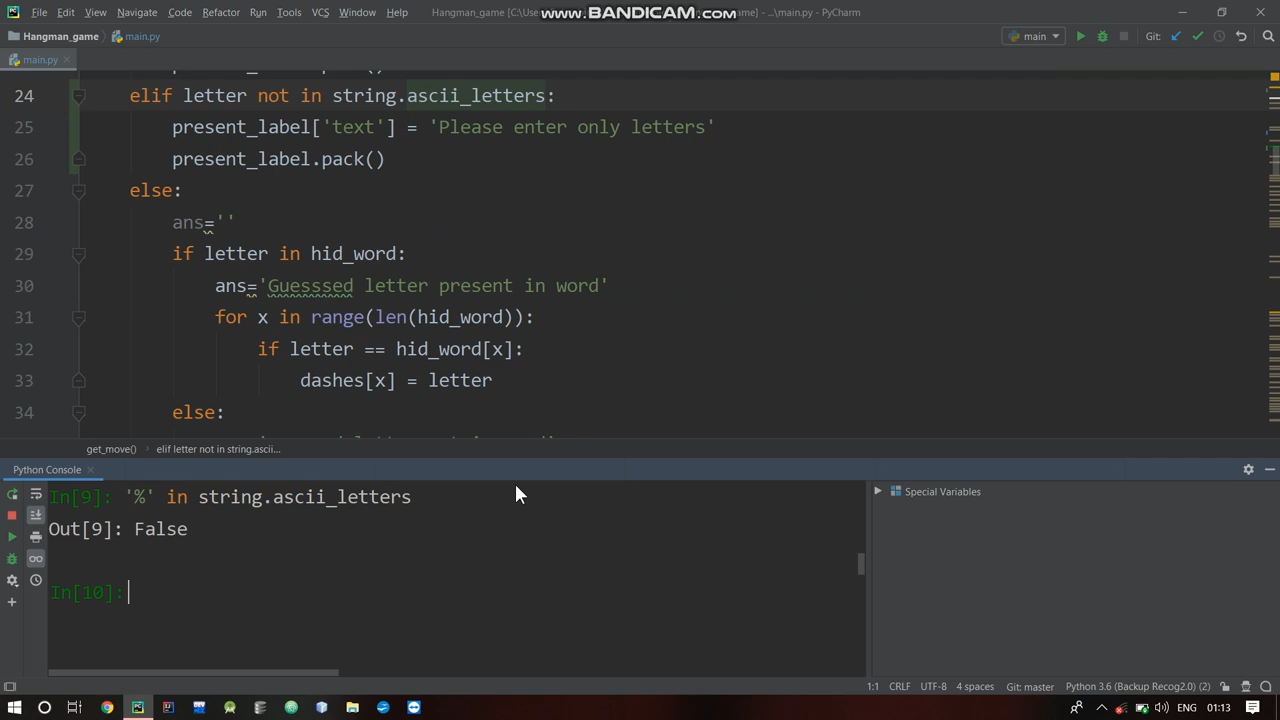 www.BANDICAM.com
File Edit View Navigate Code Refactor Run Tools VCS Window Help Hangman_game [C:\Use game] - ...\main.py - PyCharm
Hangman_game main.py main Git:
main.py
24 elif letter not in string.ascii_letters:
25 present_label['text'] = 'Please enter only letters'
26 present_label.pack()
27 else:
28 ans=''
29 if letter in hid_word:
30 ans='Guesssed letter present in word'
31 for x in range(len(hid_word)):
32 if letter == hid_word[x]:
33 dashes[x] = letter
34 else:
get_move() elif letter not in string.ascii...
Python Console
In[9]: '%' in string.ascii_letters
Out[9]: False
In[10]:
Special Variables
1:1 CRLF UTF-8 4 spaces Git: master Python 3.6 (Backup Recog2.0) (2)
ENG 01:13